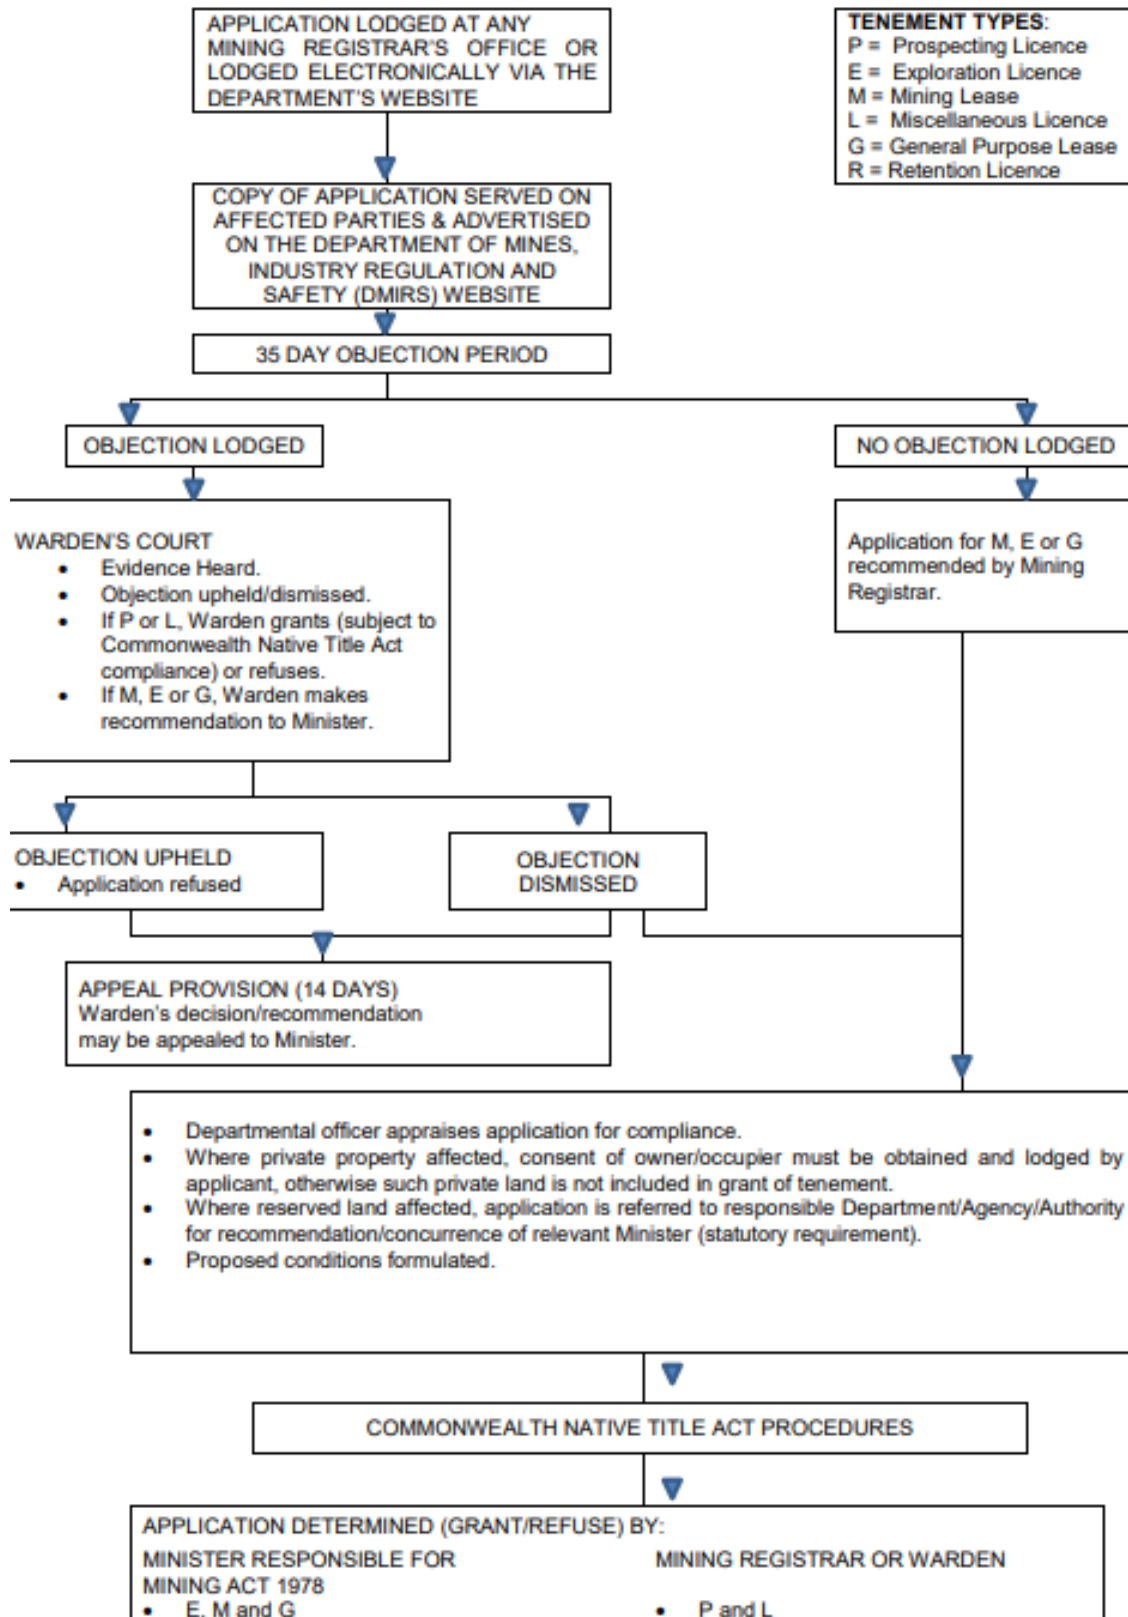 APPLICATION LODGED AT ANY
MINING REGISTRAR'S OFFICE OR
LODGED ELECTRONICALLY VIA THE
DEPARTMENT'S WEBSITE
TENEMENT TYPES:
P = Prospecting Licence
E = Exploration Licence
M = Mining Lease
L = Miscellaneous Licence
G = General Purpose Lease
R = Retention Licence
COPY OF APPLICATION SERVED ON
AFFECTED PARTIES & ADVERTISED
ON THE DEPARTMENT OF MINES,
INDUSTRY REGULATION AND
SAFETY (DMIRS) WEBSITE
35 DAY OBJECTION PERIOD
OBJECTION LODGED
NO OBJECTION LODGED
WARDEN'S COURT
• Evidence Heard.
• Objection upheld/dismissed.
• If P or L, Warden grants (subject to
Commonwealth Native Title Act
compliance) or refuses.
• If M, E or G, Warden makes
recommendation to Minister.
Application for M, E or G
recommended by Mining
Registrar.
OBJECTION UPHELD
• Application refused
OBJECTION
DISMISSED
APPEAL PROVISION (14 DAYS)
Warden's decision/recommendation
may be appealed to Minister.
• Departmental officer appraises application for compliance.
• Where private property affected, consent of owner/occupier must be obtained and lodged by
applicant, otherwise such private land is not included in grant of tenement.
• Where reserved land affected, application is referred to responsible Department/Agency/Authority
for recommendation/concurrence of relevant Minister (statutory requirement).
• Proposed conditions formulated.
COMMONWEALTH NATIVE TITLE ACT PROCEDURES
APPLICATION DETERMINED (GRANT/REFUSE) BY:
MINISTER RESPONSIBLE FOR
MINING ACT 1978
• E, M and G
MINING REGISTRAR OR WARDEN
• P and L